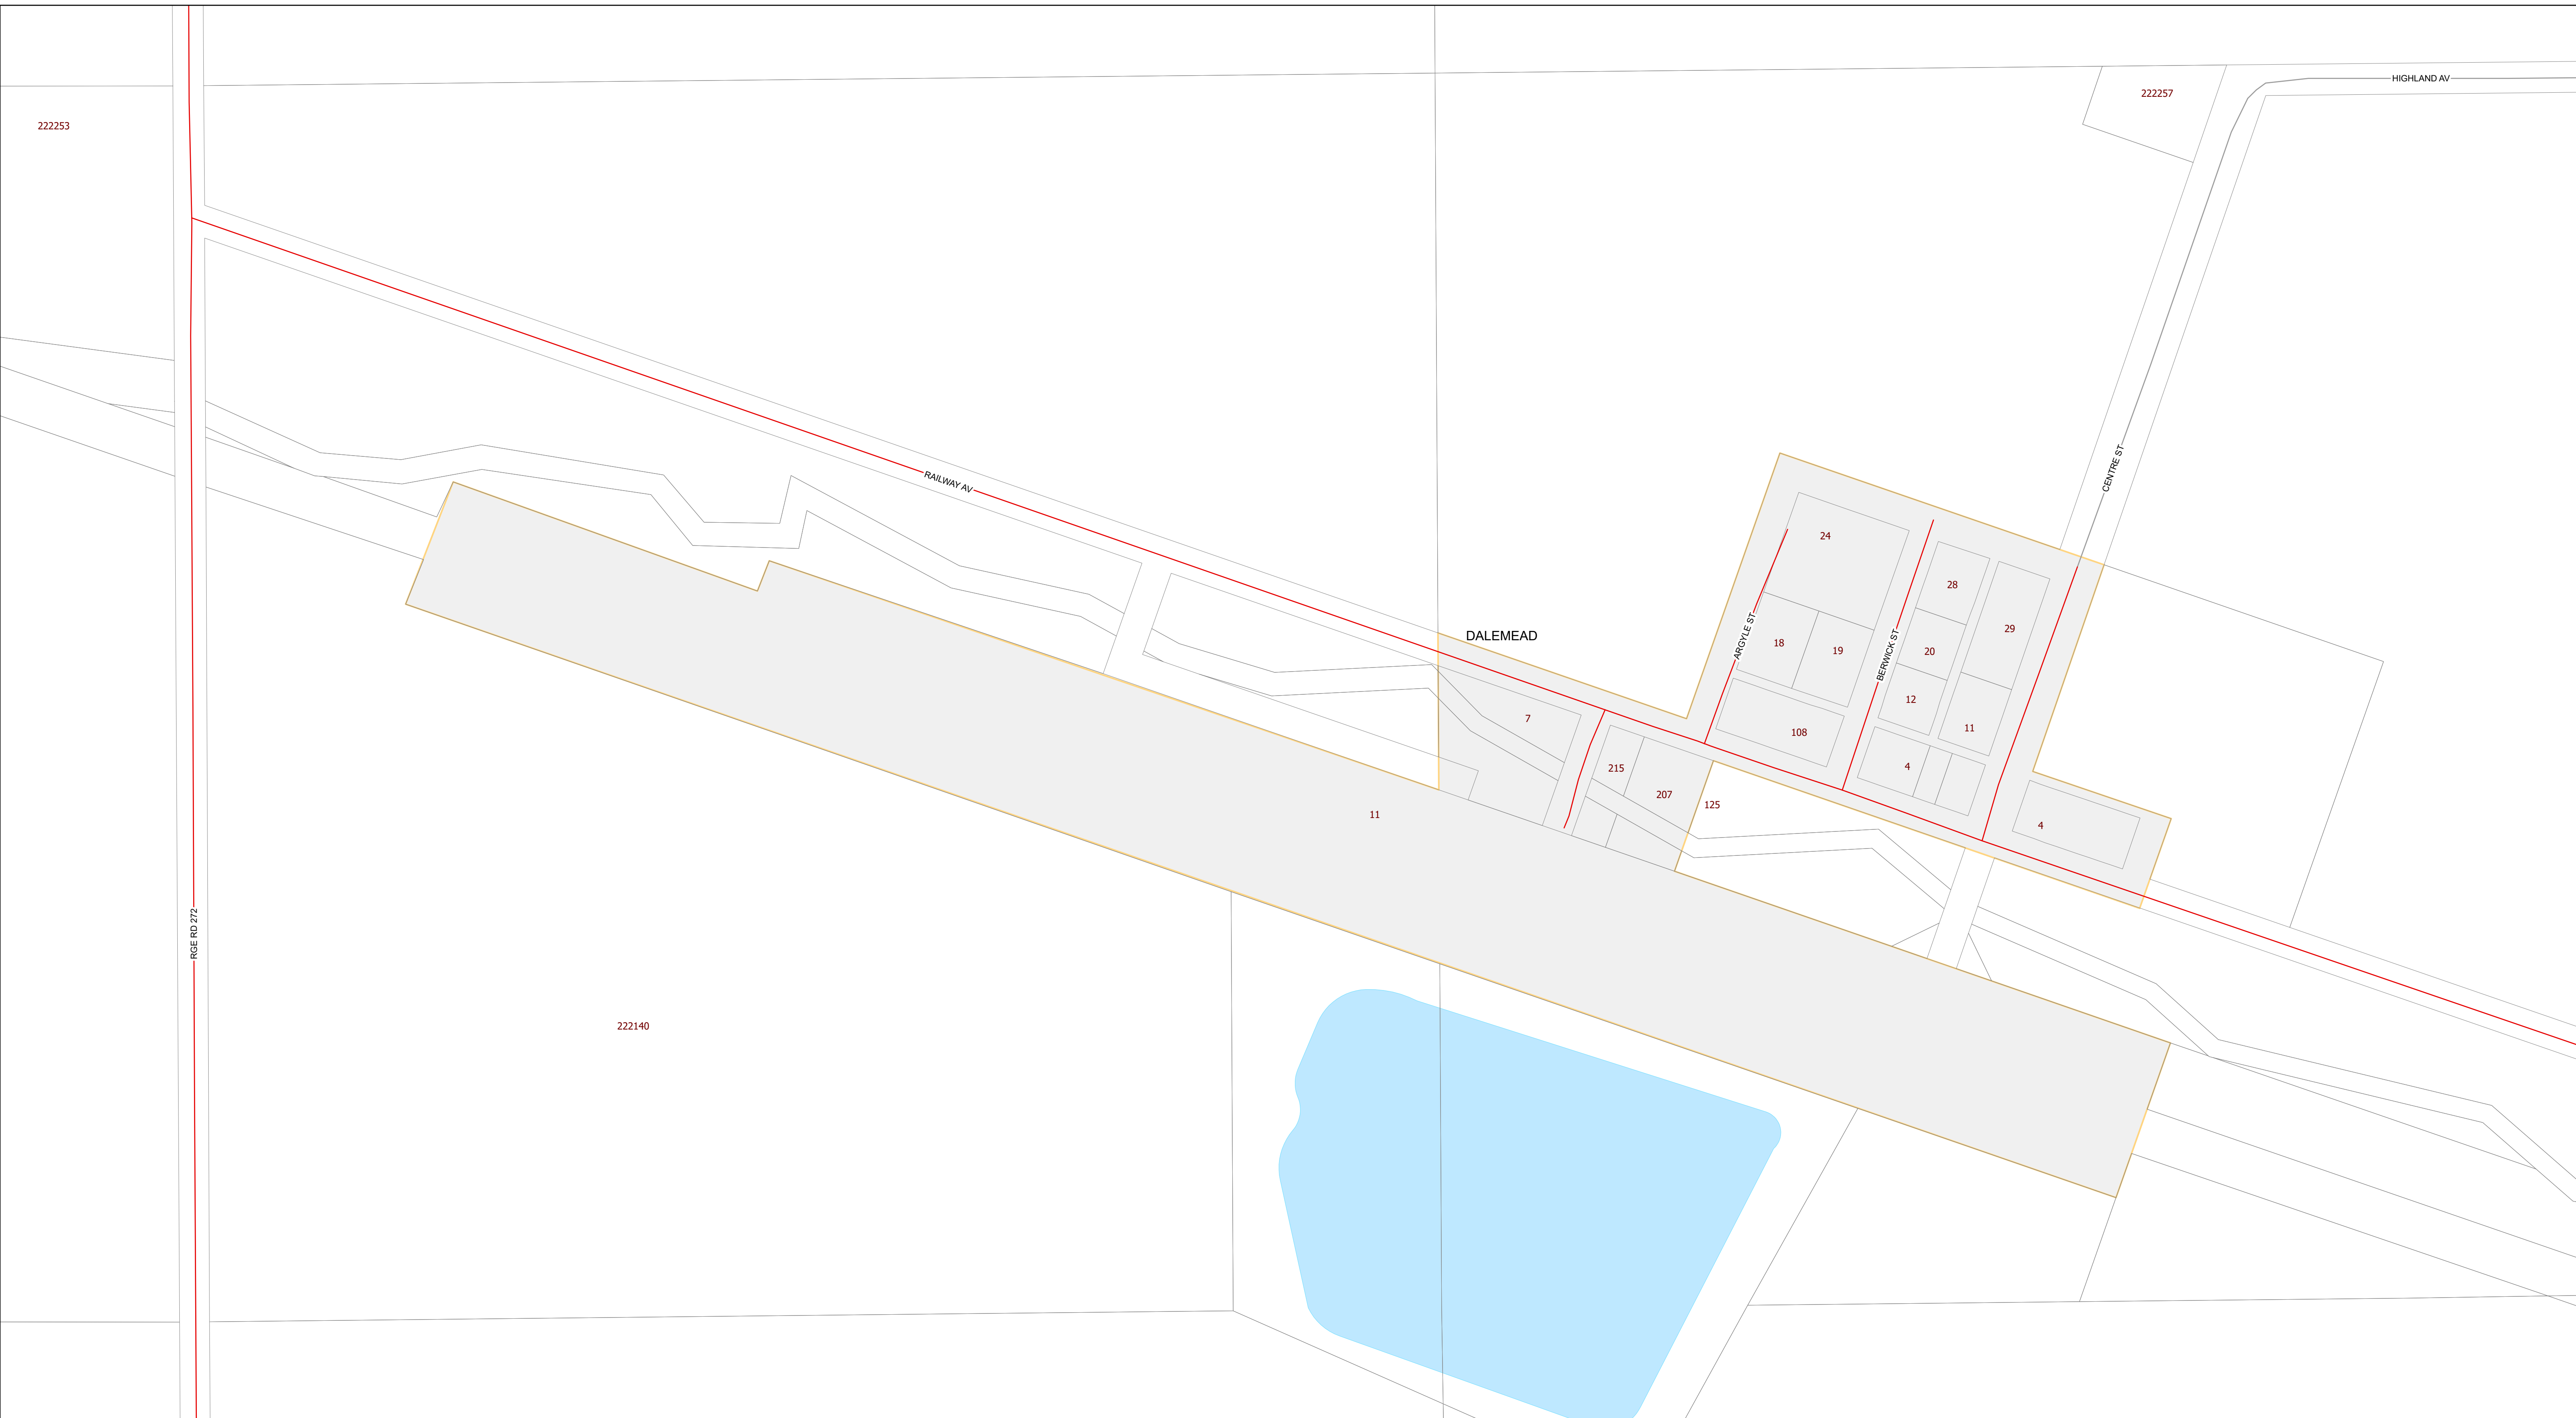 HIGHLAND AV
222257
222253
CENTRE ST
RAILWAY AV
24
28
29
DALEMEAD
ARGYLE ST
18
19
BERWICK ST
20
12
7
11
108
215
4
207
125
11
4
RGE RD 272
222140